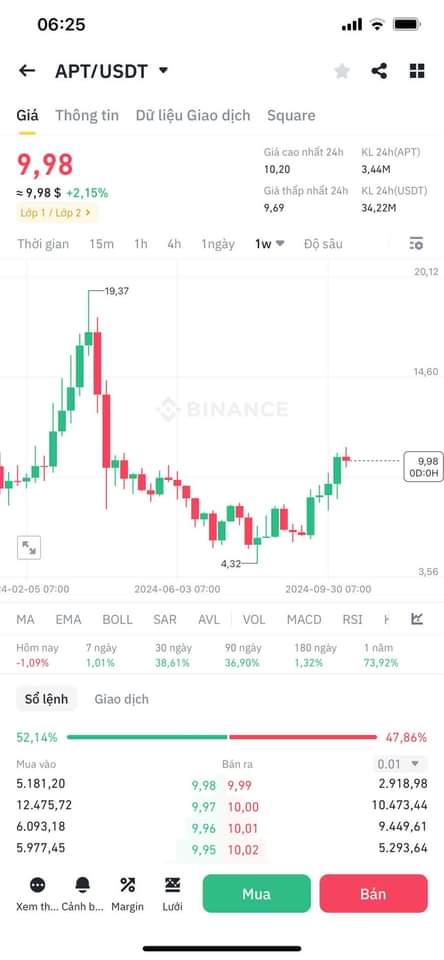 06:25
APT/USDT
Giá Thông tin Dữ liệu Giao dịch Square
9,98
≈ 9,98 $ +2,15%
Lớp 1 / Lớp 2 >
Giá cao nhất 24h KL 24h(APT)
10,20 3,44M
Giá thấp nhất 24h KL 24h(USDT)
9,69 34,22M
Thời gian 15m 1h 4h 1ngày 1w Độ sâu
20,12
19,37
14,60
BINANCE
9,98
0D:0H
4,32
3,56
24-02-05 07:00 2024-06-03 07:00 2024-09-30 07:00
MA EMA BOLL SAR AVL VOL MACD RSI
Hôm nay 7 ngày 30 ngày 90 ngày 180 ngày 1 năm
-1,09% 1,01% 38,61% 36,90% 1,32% 73,92%
Sổ lệnh Giao dịch
52,14% 47,86%
Mua vào Bán ra 0.01
5.181,20 9,98 9,99 2.918,98
12.475,72 9,97 10,00 10.473,44
6.093,18 9,96 10,01 9.449,61
5.977,45 9,95 10,02 5.293,64
Xem th... Cảnh b... Margin Lưới Mua Bán